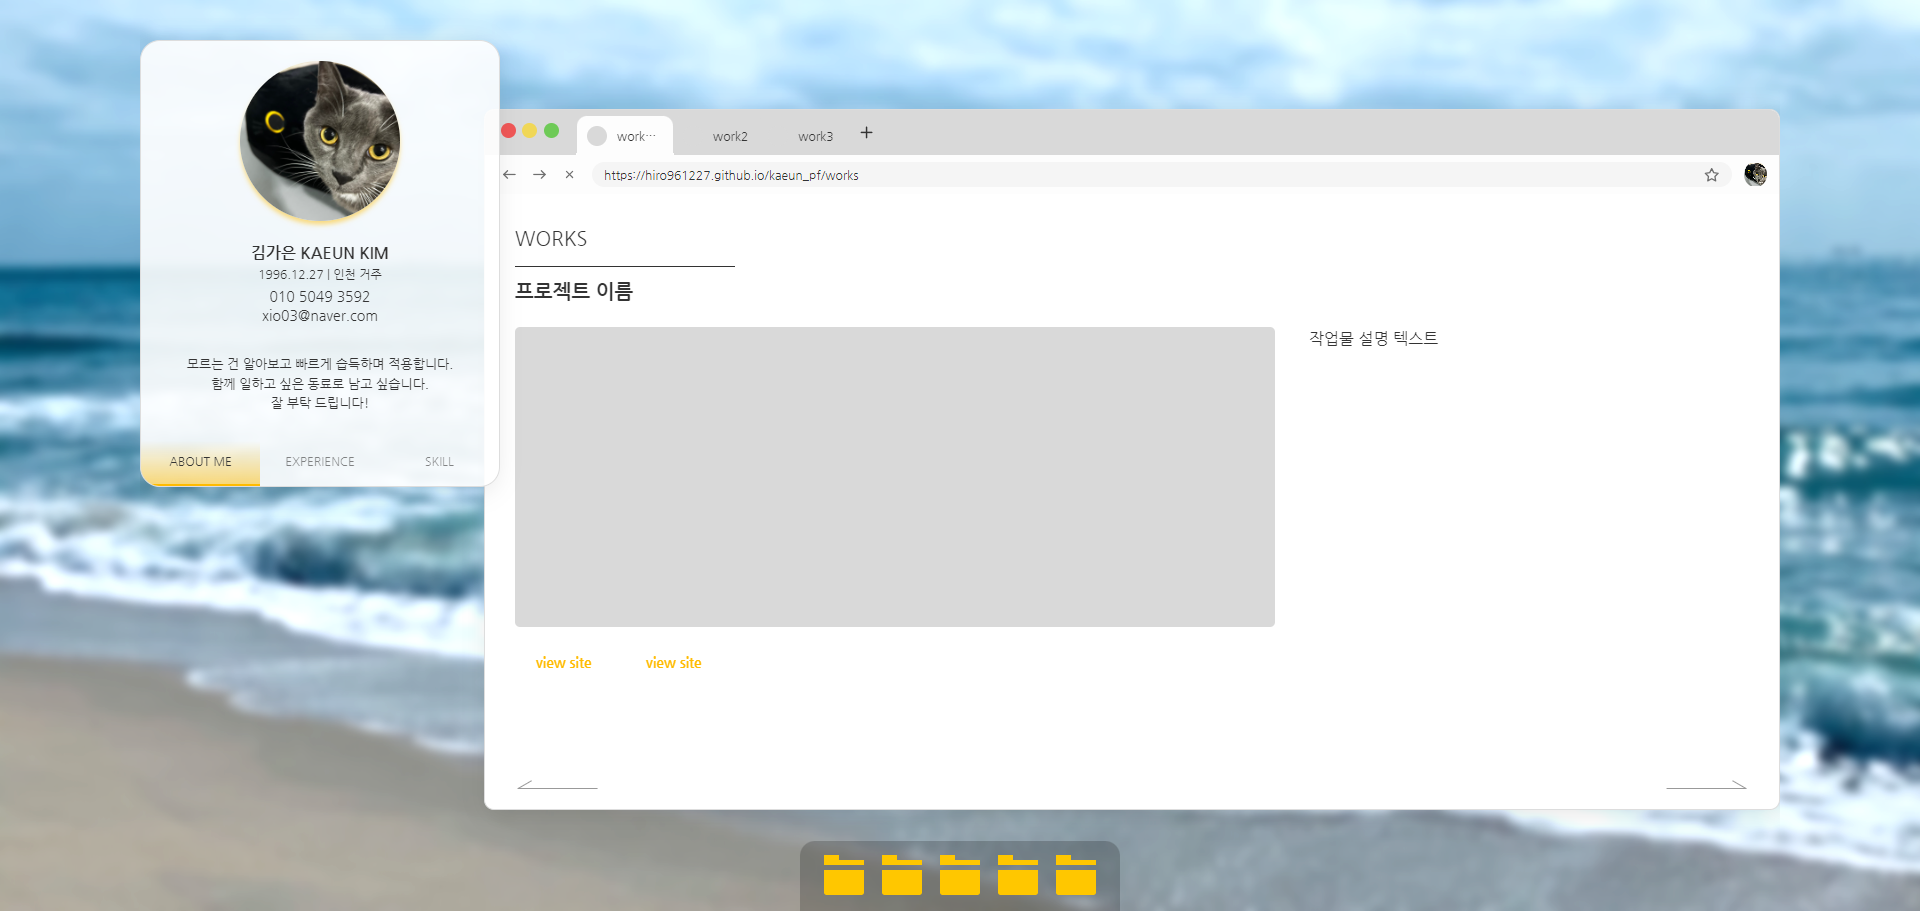 김가은 KAEUN KIM
1996.12.27 | 인천 거주
010 5049 3592
xio03@naver.com
모르는 건 알아보고 빠르게 습득하며 적용합니다.
함께 일하고 싶은 동료로 남고 싶습니다.
잘 부탁 드립니다!
ABOUT ME
EXPERIENCE
SKILL
work…
work2
work3
https://hiro961227.github.io/kaeun_pf/works
WORKS
프로젝트 이름
작업물 설명 텍스트
view site
view site